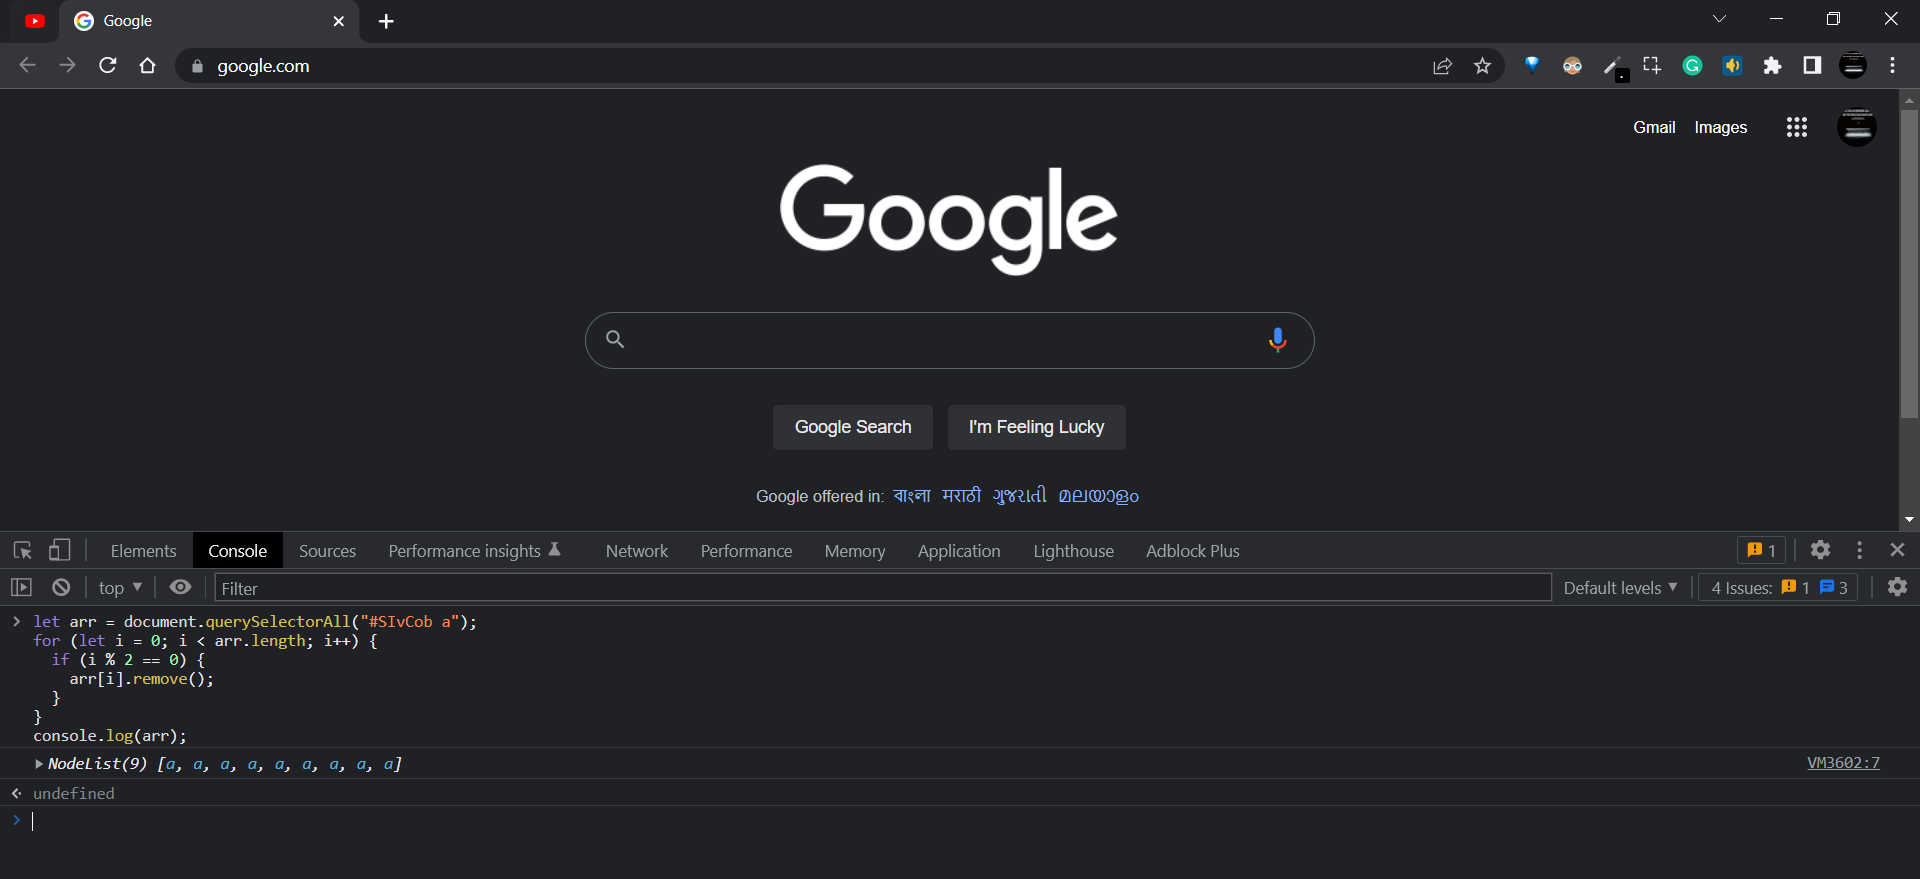 Google
google.com
Gmail Images
Google
Google Search I'm Feeling Lucky
Google offered in: বাংলা मराठी ગુજરાતી മലയാളം
Elements Console Sources Performance insights Network Performance Memory Application Lighthouse Adblock Plus 1
top Filter Default levels 4 Issues: 1 3
let arr = document.querySelectorAll("#SIvCob a");
for (let i = 0; i < arr.length; i++) {
if (i % 2 == 0) {
arr[i].remove();
}
}
console.log(arr);
NodeList(9) [a, a, a, a, a, a, a, a, a] VM3602:7
undefined